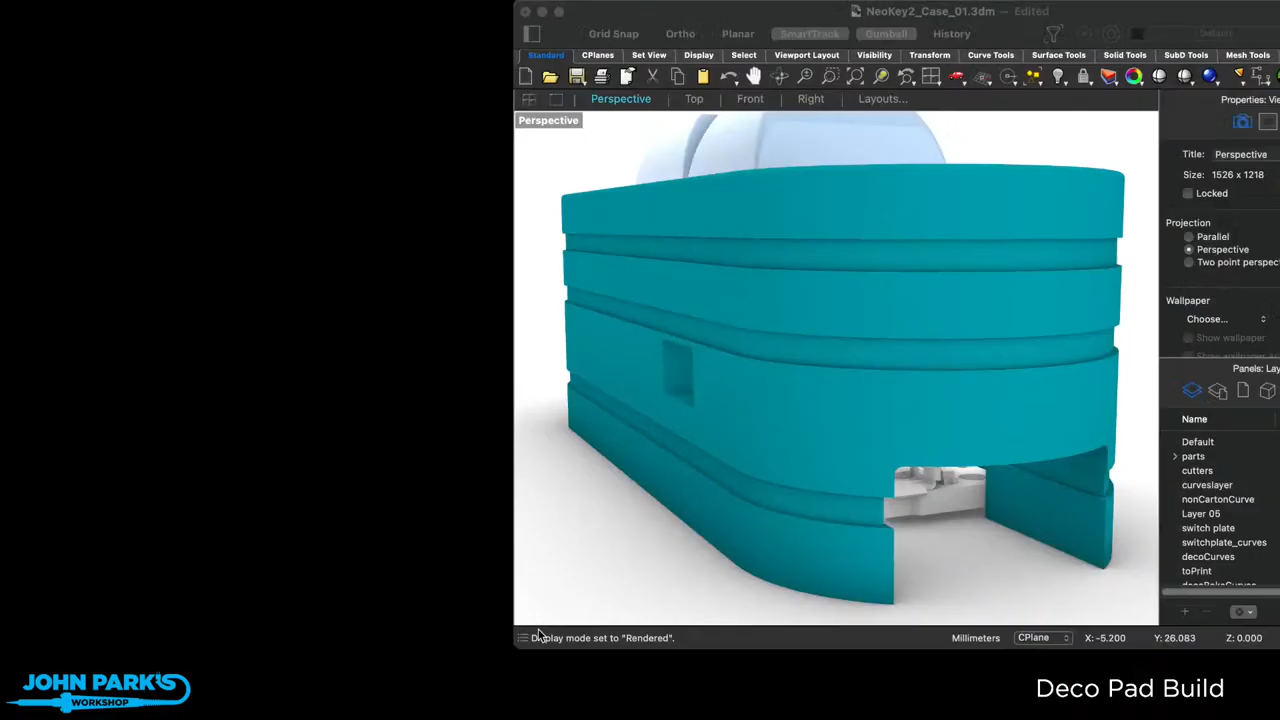 NeoKey2_Case_01.3dm — Edited
Grid Snap Ortho Planar SmartTrack Gumball History Default
Standard CPlanes Set View Display Select Viewport Layout Visibility Transform Curve Tools Surface Tools Solid Tools SubD Tools Mesh Tools
Perspective Top Front Right Layouts...
Properties: Vie
Perspective
Title: Perspective
Size: 1526 x 1218
Locked
Projection
Parallel
Perspective
Two point perspect
Wallpaper
Choose...
Show wallpaper
Panels: Lay
Name
Default
parts
cutters
curveslayer
nonCartonCurve
Layer 05
switch plate
switchplate_curves
decoCurves
toPrint
Display mode set to "Rendered".
Millimeters CPlane X: -5.200 Y: 26.083 Z: 0.000
JOHN PARK'S
WORKSHOP
Deco Pad Build